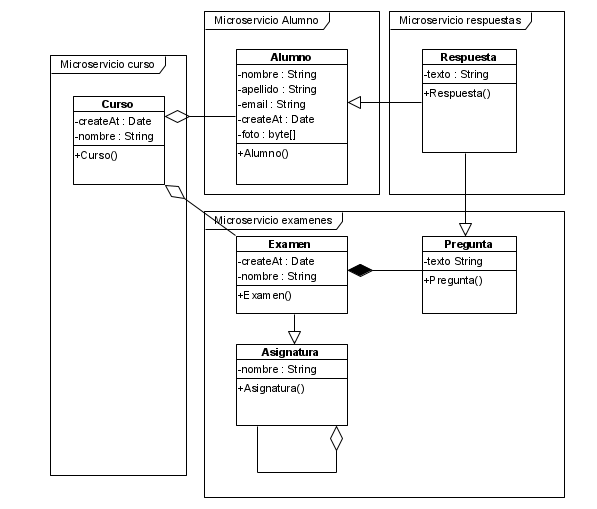 Microservicio curso
Curso
-createAt : Date
-nombre : String
+Curso()
Microservicio Alumno
Alumno
-nombre : String
-apellido : String
-email : String
-createAt : Date
-foto : byte[]
+Alumno()
Microservicio respuestas
Respuesta
-texto : String
+Respuesta()
Microservicio examenes
Examen
-createAt : Date
-nombre : String
+Examen()
Pregunta
-texto String
+Pregunta()
Asignatura
-nombre : String
+Asignatura()